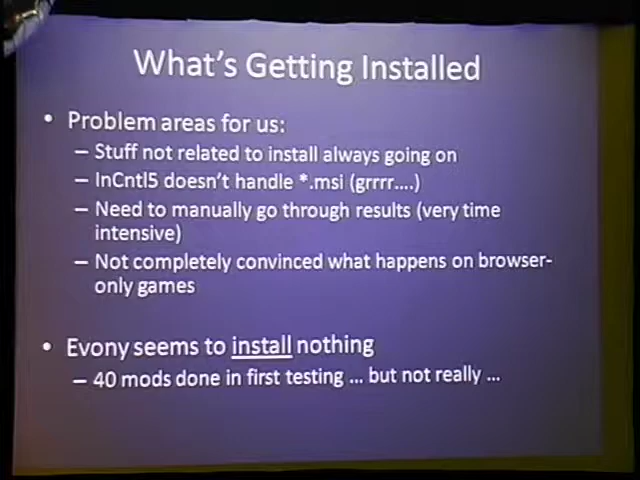 What's Getting Installed
• Problem areas for us:
– Stuff not related to install always going on
– InCntl5 doesn't handle *.msi (grrrr....)
– Need to manually go through results (very time
intensive)
– Not completely convinced what happens on browser-
only games
• Evony seems to install nothing
– 40 mods done in first testing ... but not really ...